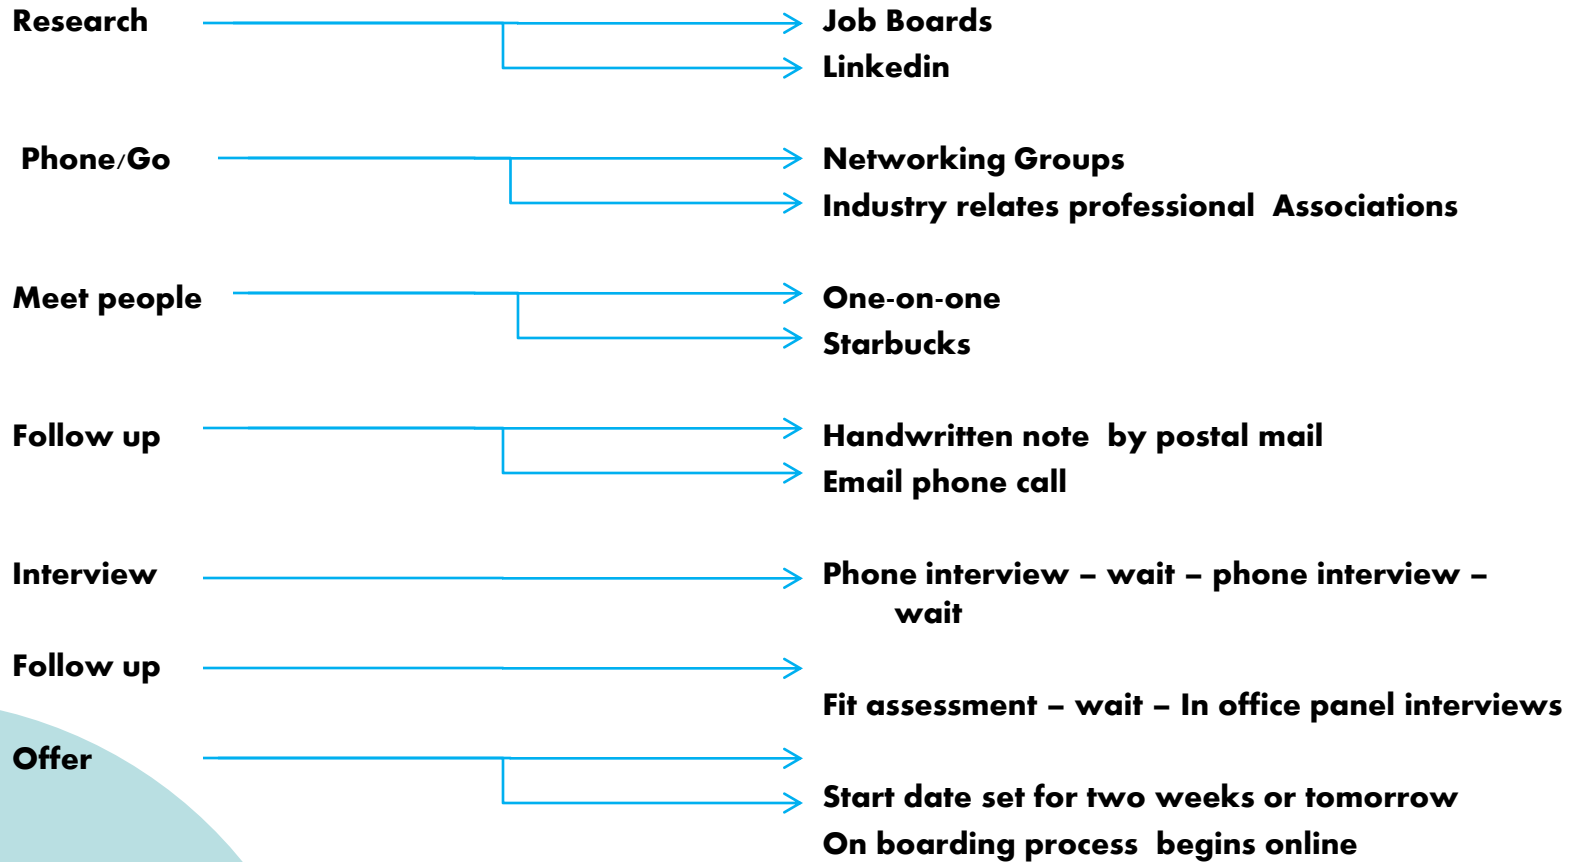 Research
Job Boards
Linkedin
Phone/Go
Networking Groups
Industry relates professional Associations
Meet people
One-on-one
Starbucks
Follow up
Handwritten note by postal mail
Email phone call
Interview
Phone interview – wait – phone interview –
wait
Follow up
Fit assessment – wait – In office panel interviews
Offer
Start date set for two weeks or tomorrow
On boarding process begins online